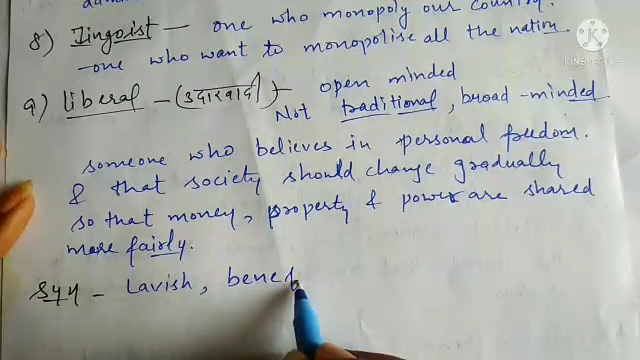 8) Jingoist — one who monopoly our country.
—one who want to monopolise all the nation
KINEMASTER
9) liberal — (उदारवादी) — open minded
Not traditional, broad-minded
someone who believes in personal freedom.
& that society should change gradually
so that money, property & power are shared
more fairly.
Syn — Lavish, benef